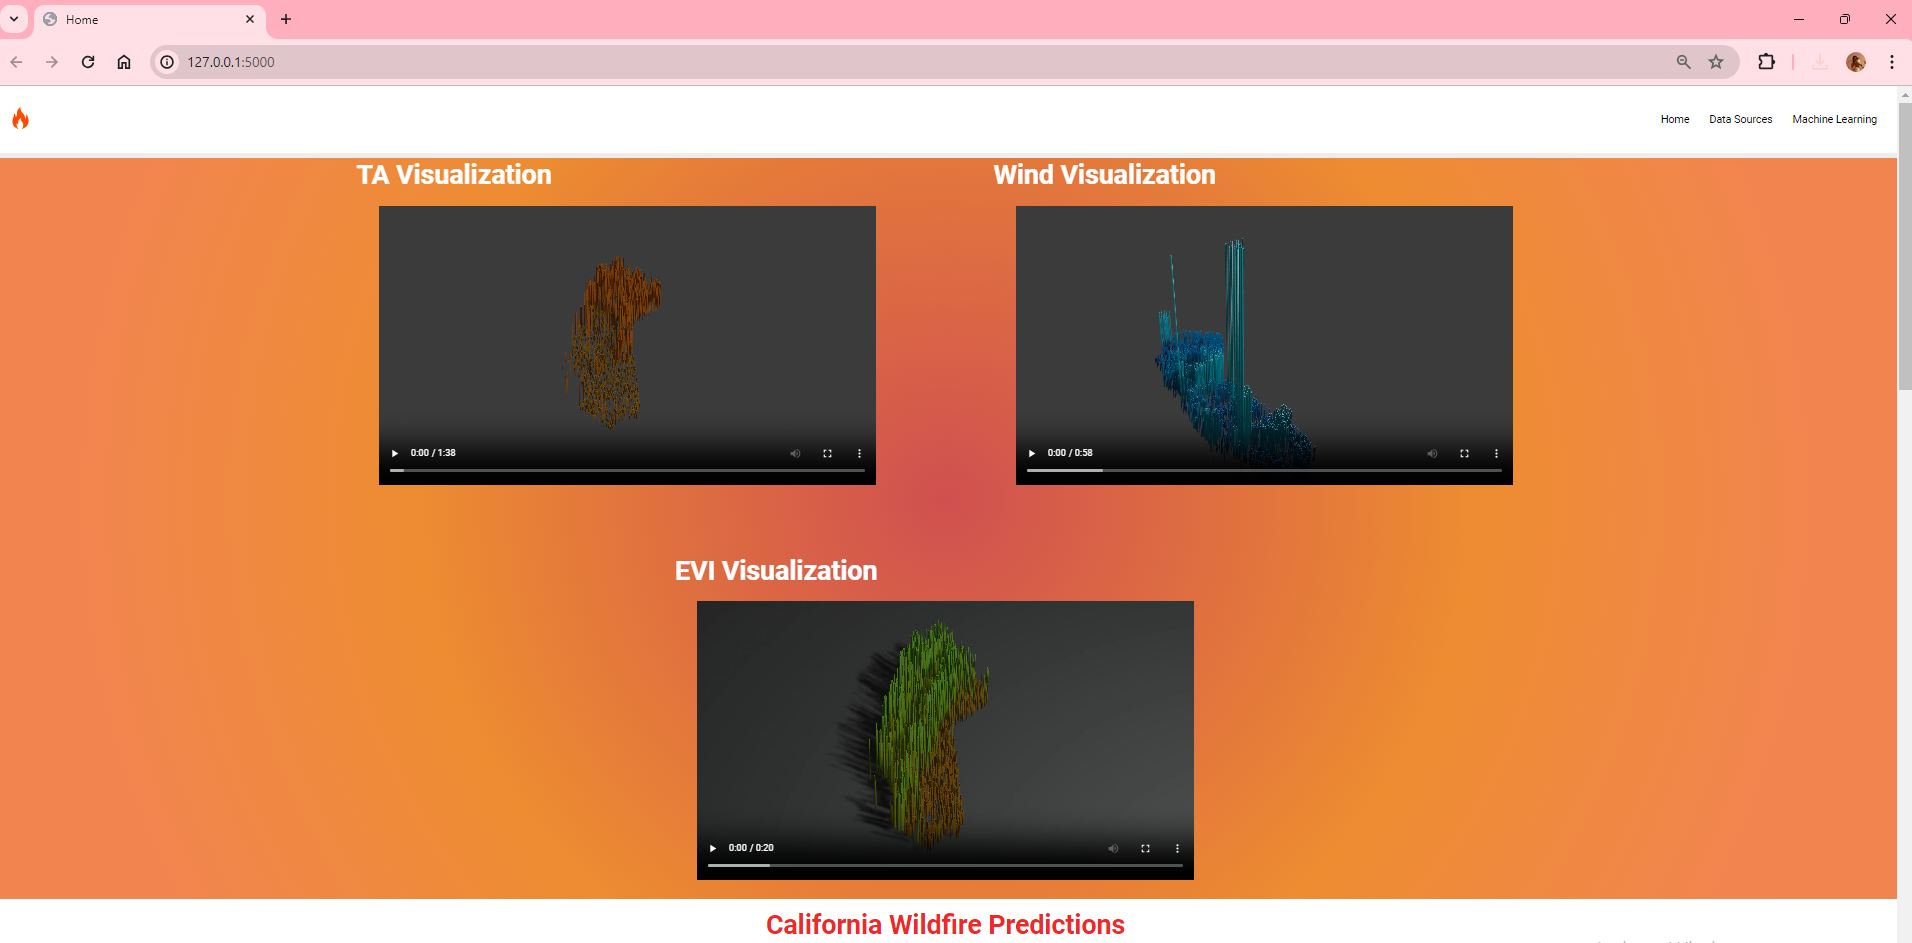 Home
127.0.0.1:5000
Home Data Sources Machine Learning
TA Visualization
Wind Visualization
0:00 / 1:38
0:00 / 0:58
EVI Visualization
0:00 / 0:20
California Wildfire Predictions